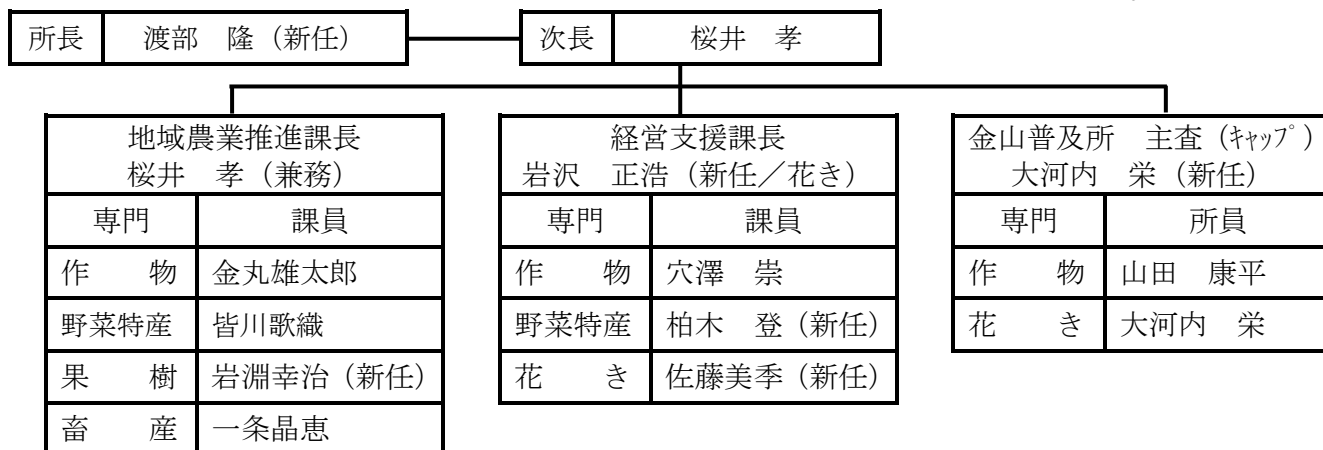 所長 渡部 隆（新任） 次長 桜井 孝
地域農業推進課長
桜井 孝（兼務）
専門 課員
作 物 金丸雄太郎
野菜特産 皆川歌織
果 樹 岩淵幸治（新任）
畜 産 一条晶恵
経営支援課長
岩沢 正浩（新任／花き）
専門 課員
作 物 穴澤 崇
野菜特産 柏木 登（新任）
花 き 佐藤美季（新任）
金山普及所 主査（ｷｬｯﾌﾟ）
大河内 栄（新任）
専門 所員
作 物 山田 康平
花 き 大河内 栄